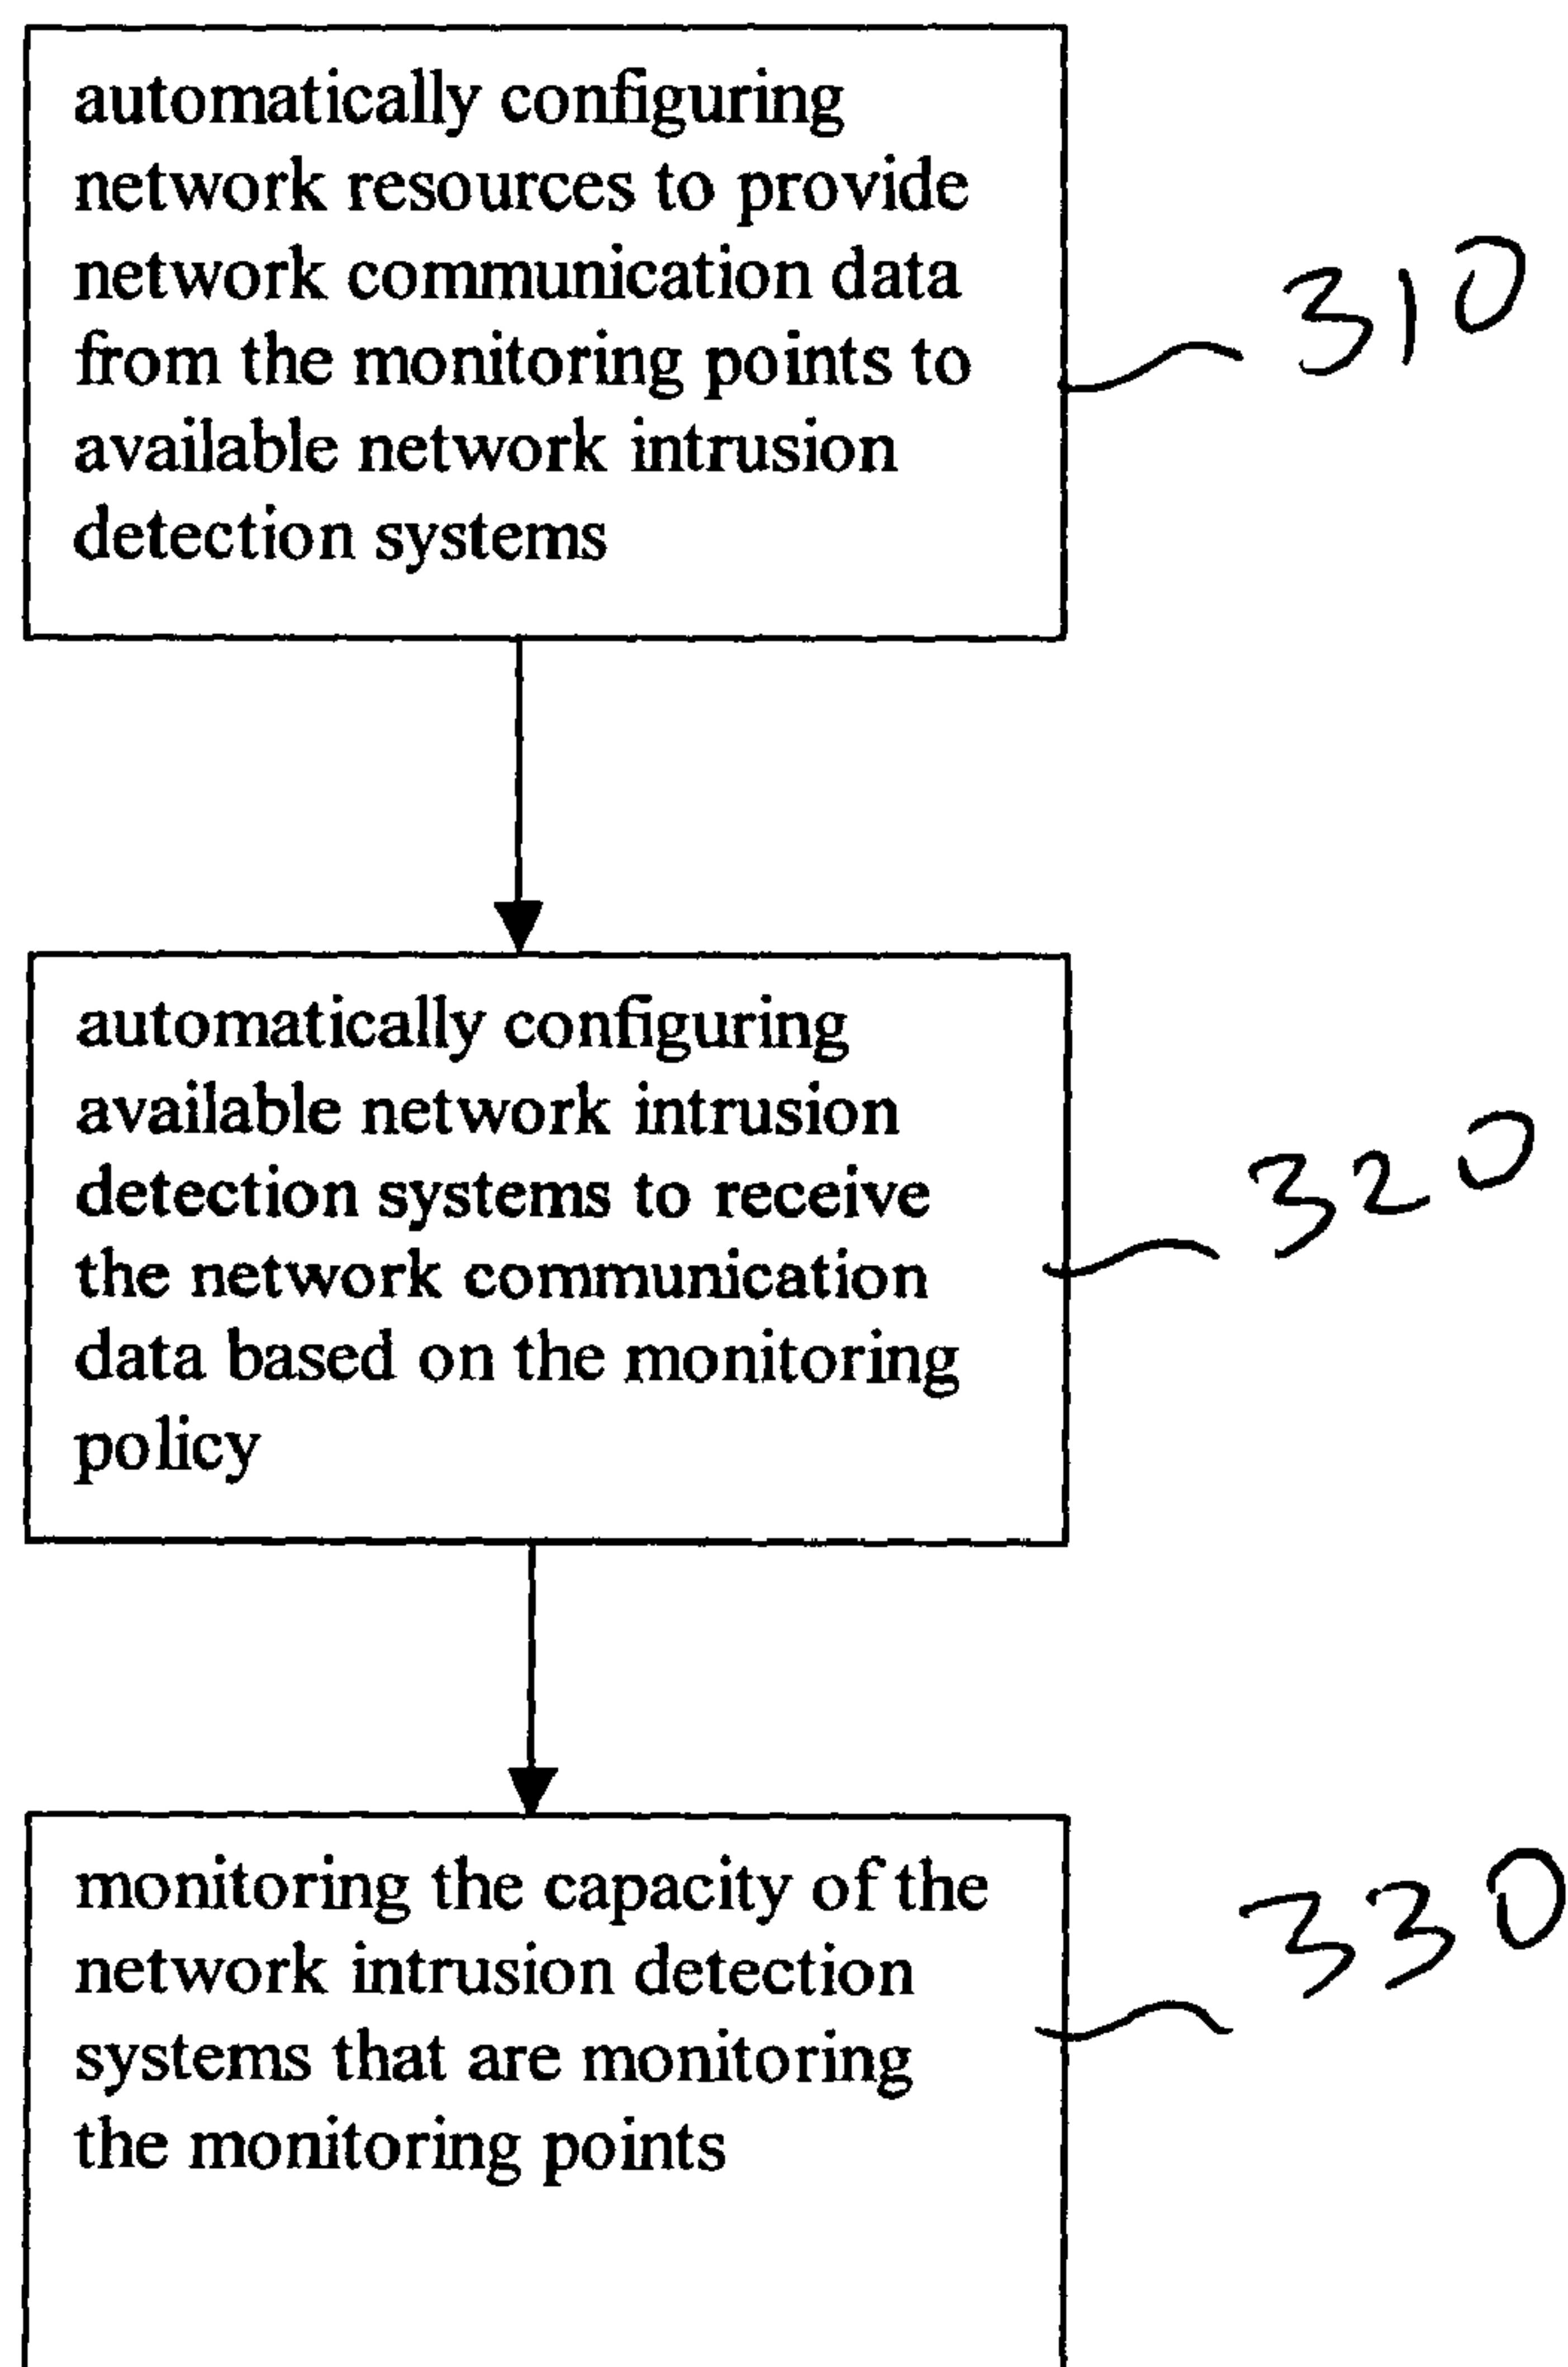 automatically configuring
network resources to provide
network communication data
from the monitoring points to
available network intrusion
detection systems
310
automatically configuring
available network intrusion
detection systems to receive
the network communication
data based on the monitoring
policy
320
monitoring the capacity of the
network intrusion detection
systems that are monitoring
the monitoring points
330